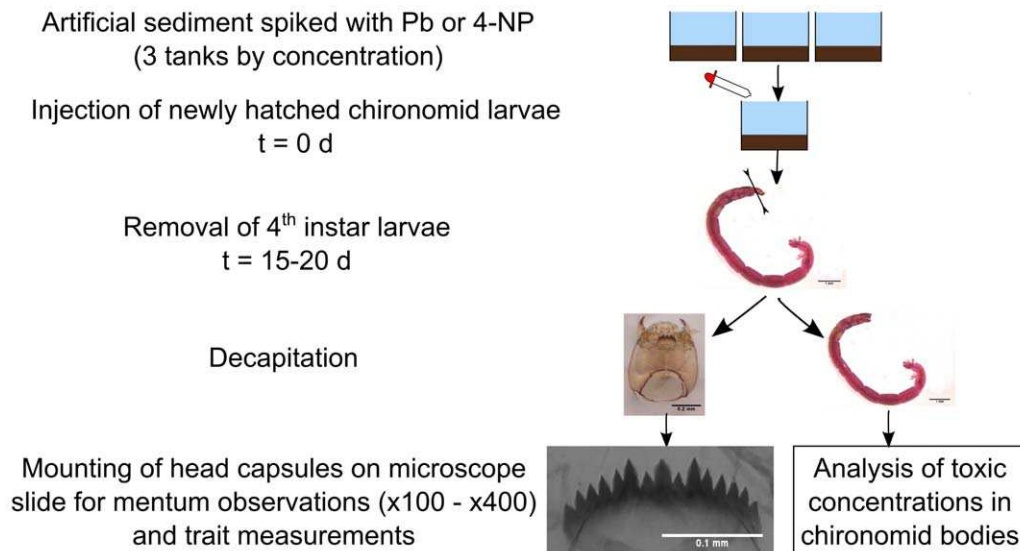 Artificial sediment spiked with Pb or 4-NP
(3 tanks by concentration)
Injection of newly hatched chironomid larvae
t = 0 d
Removal of 4th instar larvae
t = 15-20 d
Decapitation
0.2 mm
Mounting of head capsules on microscope
slide for mentum observations (x100 - x400)
and trait measurements
0.1 mm
Analysis of toxic
concentrations in
chironomid bodies